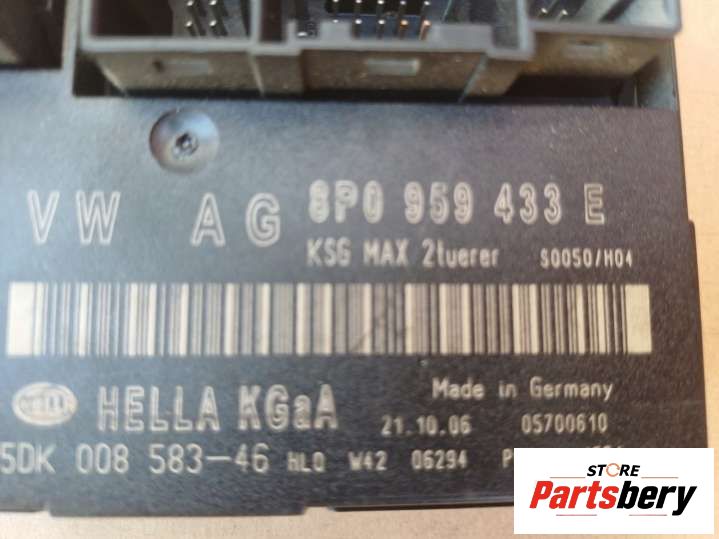 VW AG 8P0 959 433 E
KSG MAX 2tuerer S0050/H04
HELLA HELLA KGaA Made in Germany
21.10.06 05700610
5DK 008 583-46 HLO W42 06294
STORE
Partsbery